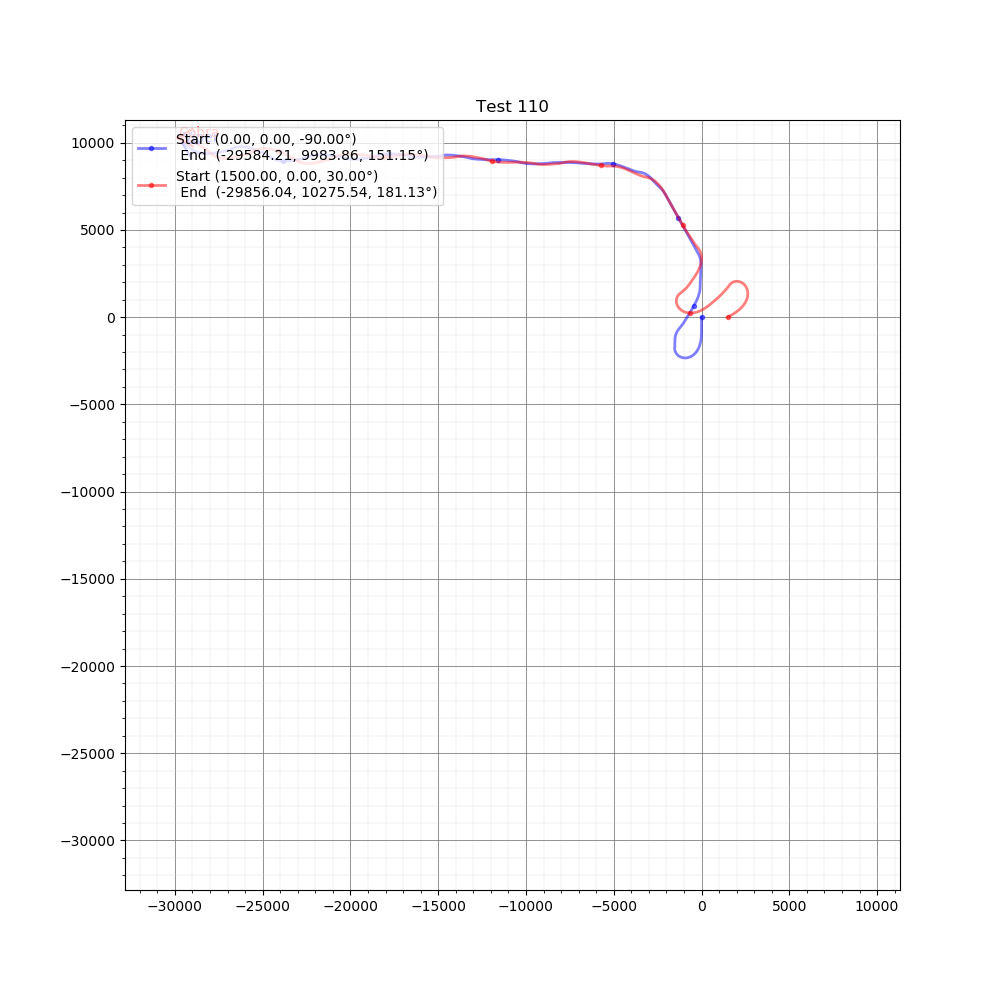 Test 110
Start (0.00, 0.00, -90.00°)
End (-29584.21, 9983.86, 151.15°)
Start (1500.00, 0.00, 30.00°)
End (-29856.04, 10275.54, 181.13°)
10000
5000
0
−5000
−10000
−15000
−20000
−25000
−30000
−30000 −25000 −20000 −15000 −10000 −5000 0 5000 10000